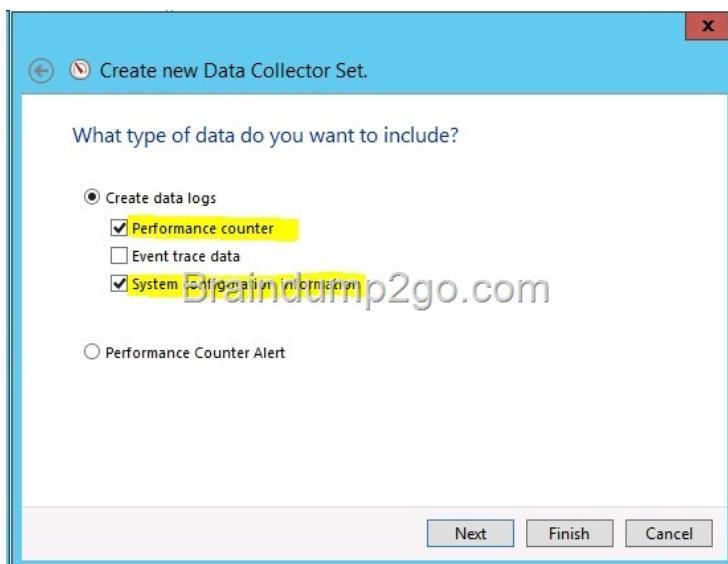 x
Create new Data Collector Set.
What type of data do you want to include?
Create data logs
Performance counter
Event trace data
System configuration information
Braindump2go.com
Performance Counter Alert
Next Finish Cancel